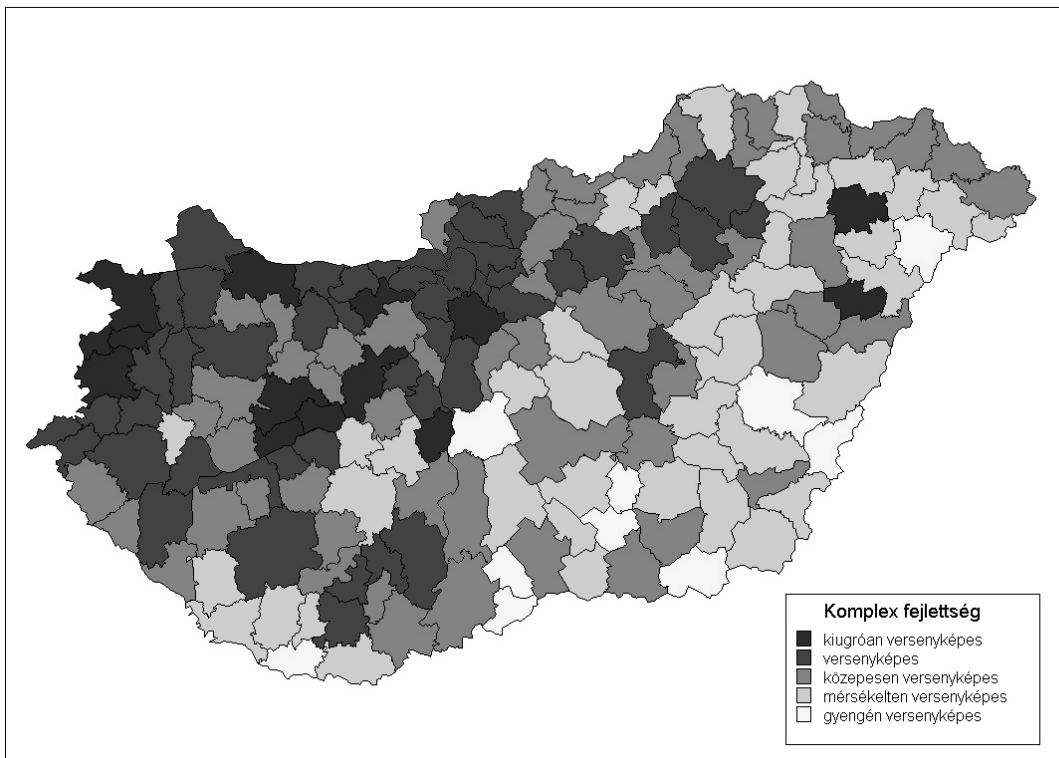 Komplex fejlettség
kiugróan versenyképes
versenyképes
közepesen versenyképes
mérsékelten versenyképes
gyengén versenyképes